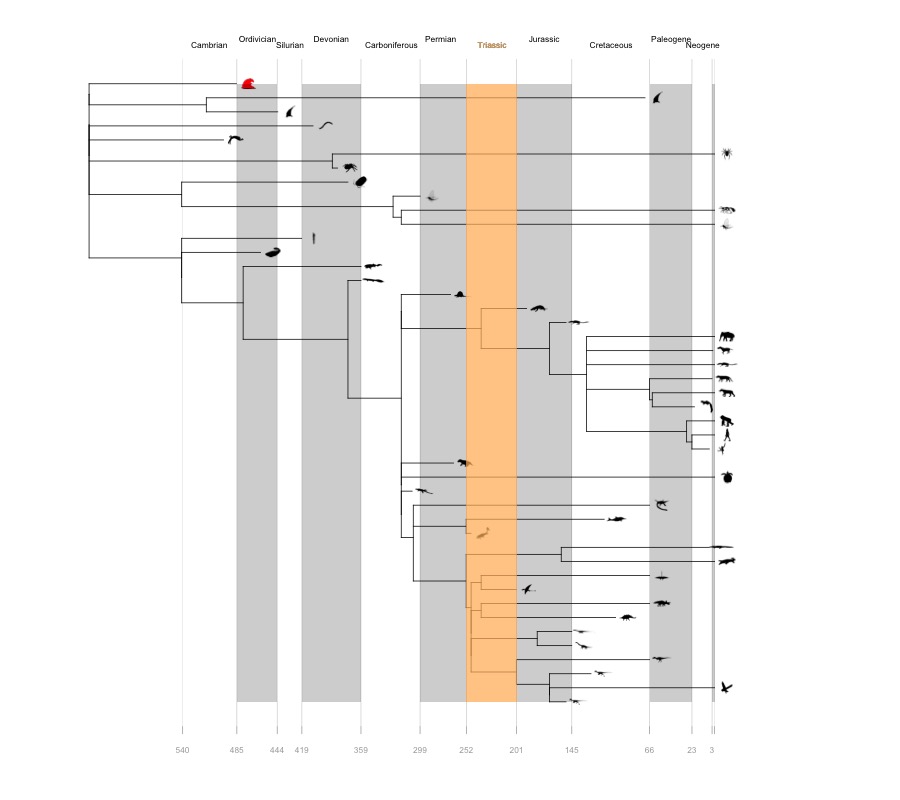 Cambrian
Ordivician
Silurian
Devonian
Carboniferous
Permian
Triassic
Jurassic
Cretaceous
Paleogene
Neogene
540 485 444 419 359 299 252 201 145 66 23 3